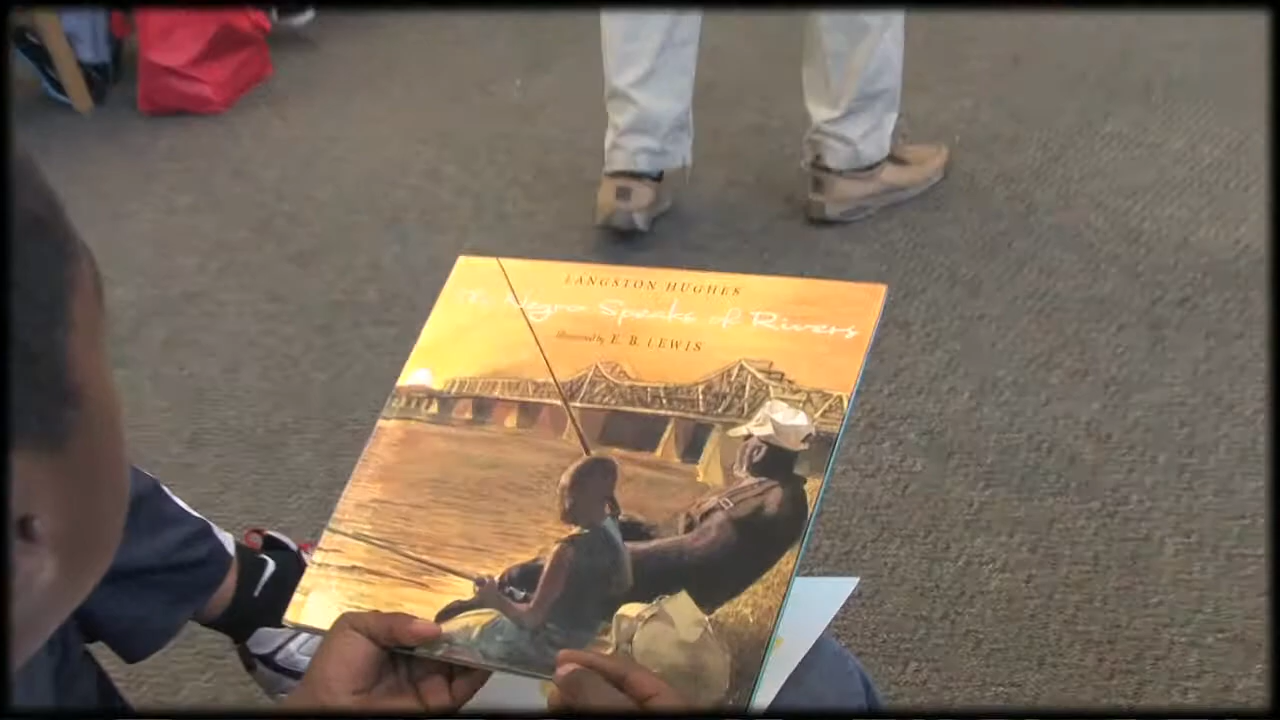 LANGSTON HUGHES
The Negro Speaks of Rivers
illustrated by E. B. LEWIS